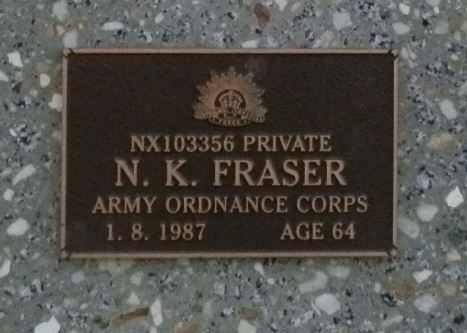 NX103356 PRIVATE
N. K. FRASER
ARMY ORDNANCE CORPS
1. 8. 1987 AGE 64